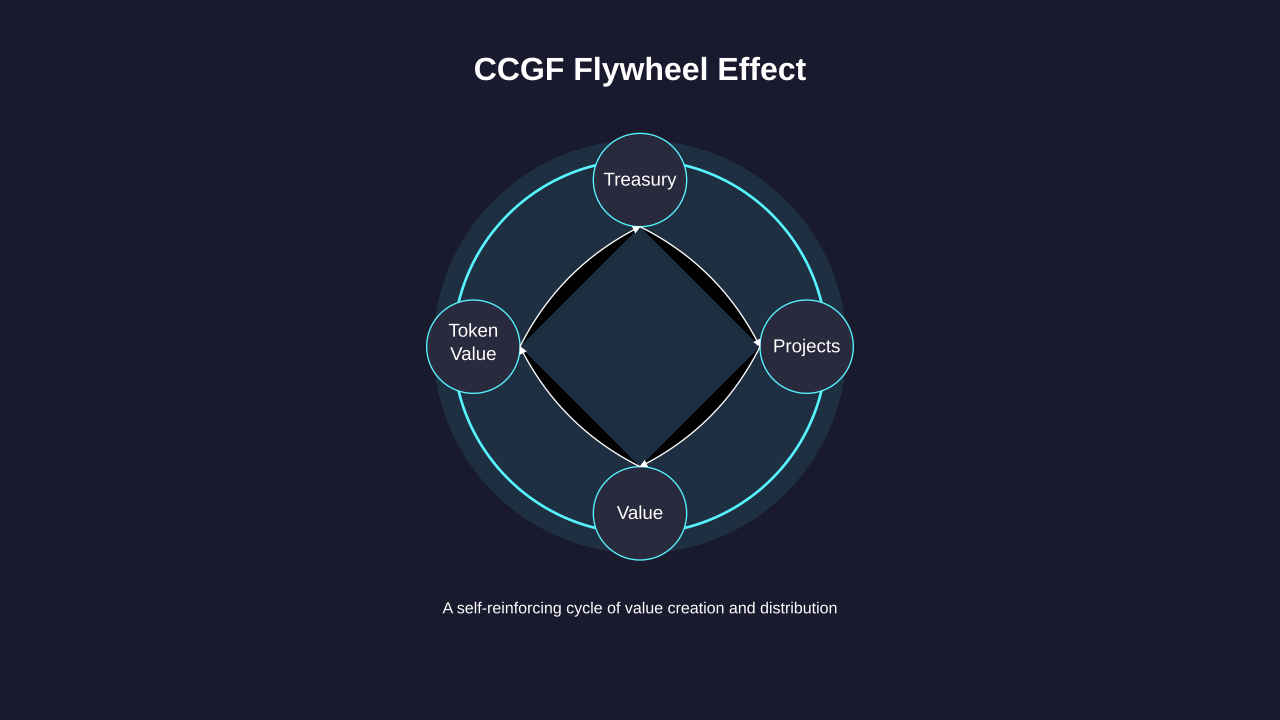 CCGF Flywheel Effect
Treasury
Token
Value
Projects
Value
A self-reinforcing cycle of value creation and distribution